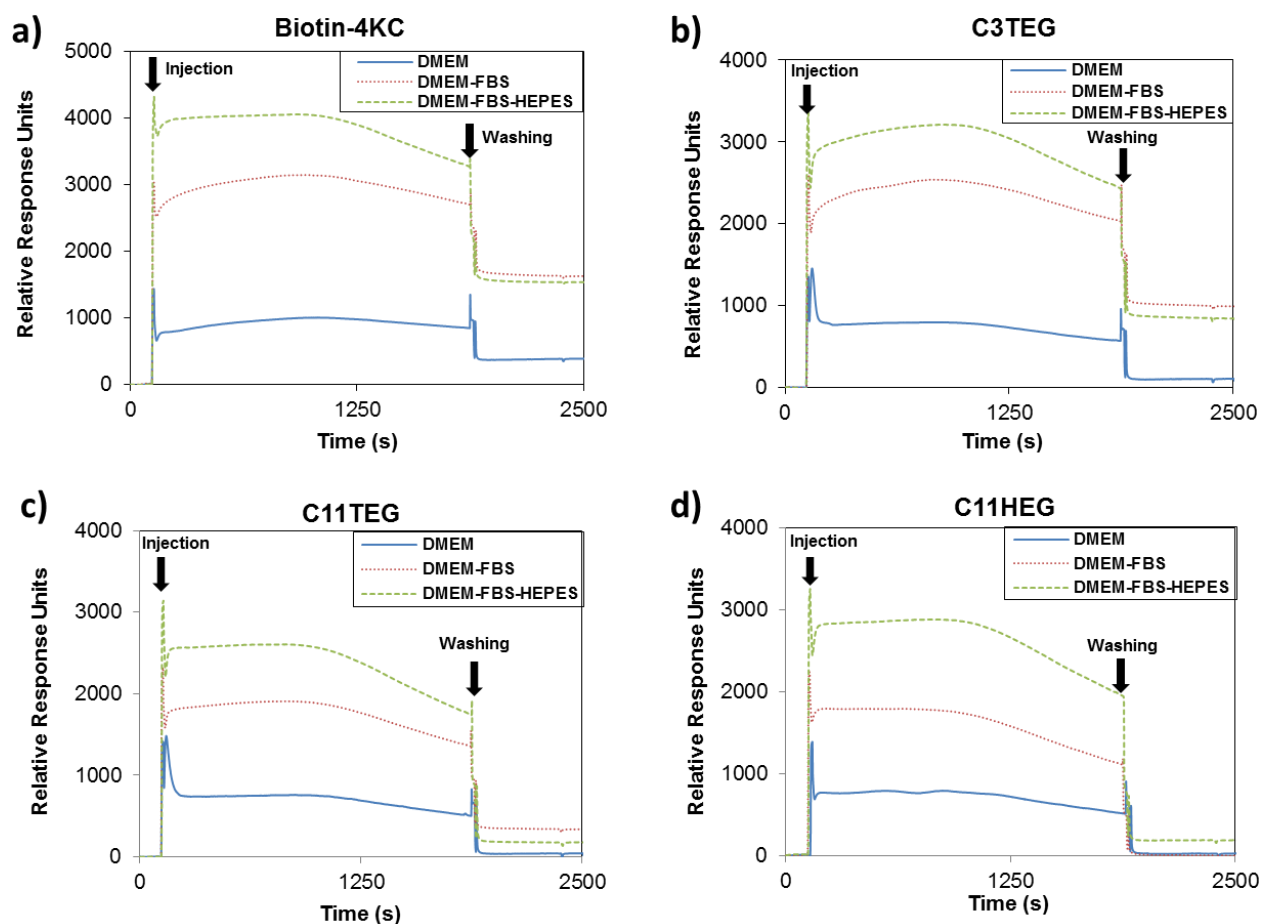 a)
Biotin-4KC
Relative Response Units
5000
4000
3000
2000
1000
0
Injection
DMEM
DMEM-FBS
DMEM-FBS-HEPES
Washing
0 1250 2500
Time (s)
b)
C3TEG
Relative Response Units
4000
3000
2000
1000
0
Injection
DMEM
DMEM-FBS
DMEM-FBS-HEPES
Washing
0 1250 2500
Time (s)
c)
C11TEG
Relative Response Units
4000
3000
2000
1000
0
Injection
DMEM
DMEM-FBS
DMEM-FBS-HEPES
Washing
0 1250 2500
Time (s)
d)
C11HEG
Relative Response Units
4000
3000
2000
1000
0
Injection
DMEM
DMEM-FBS
DMEM-FBS-HEPES
Washing
0 1250 2500
Time (s)